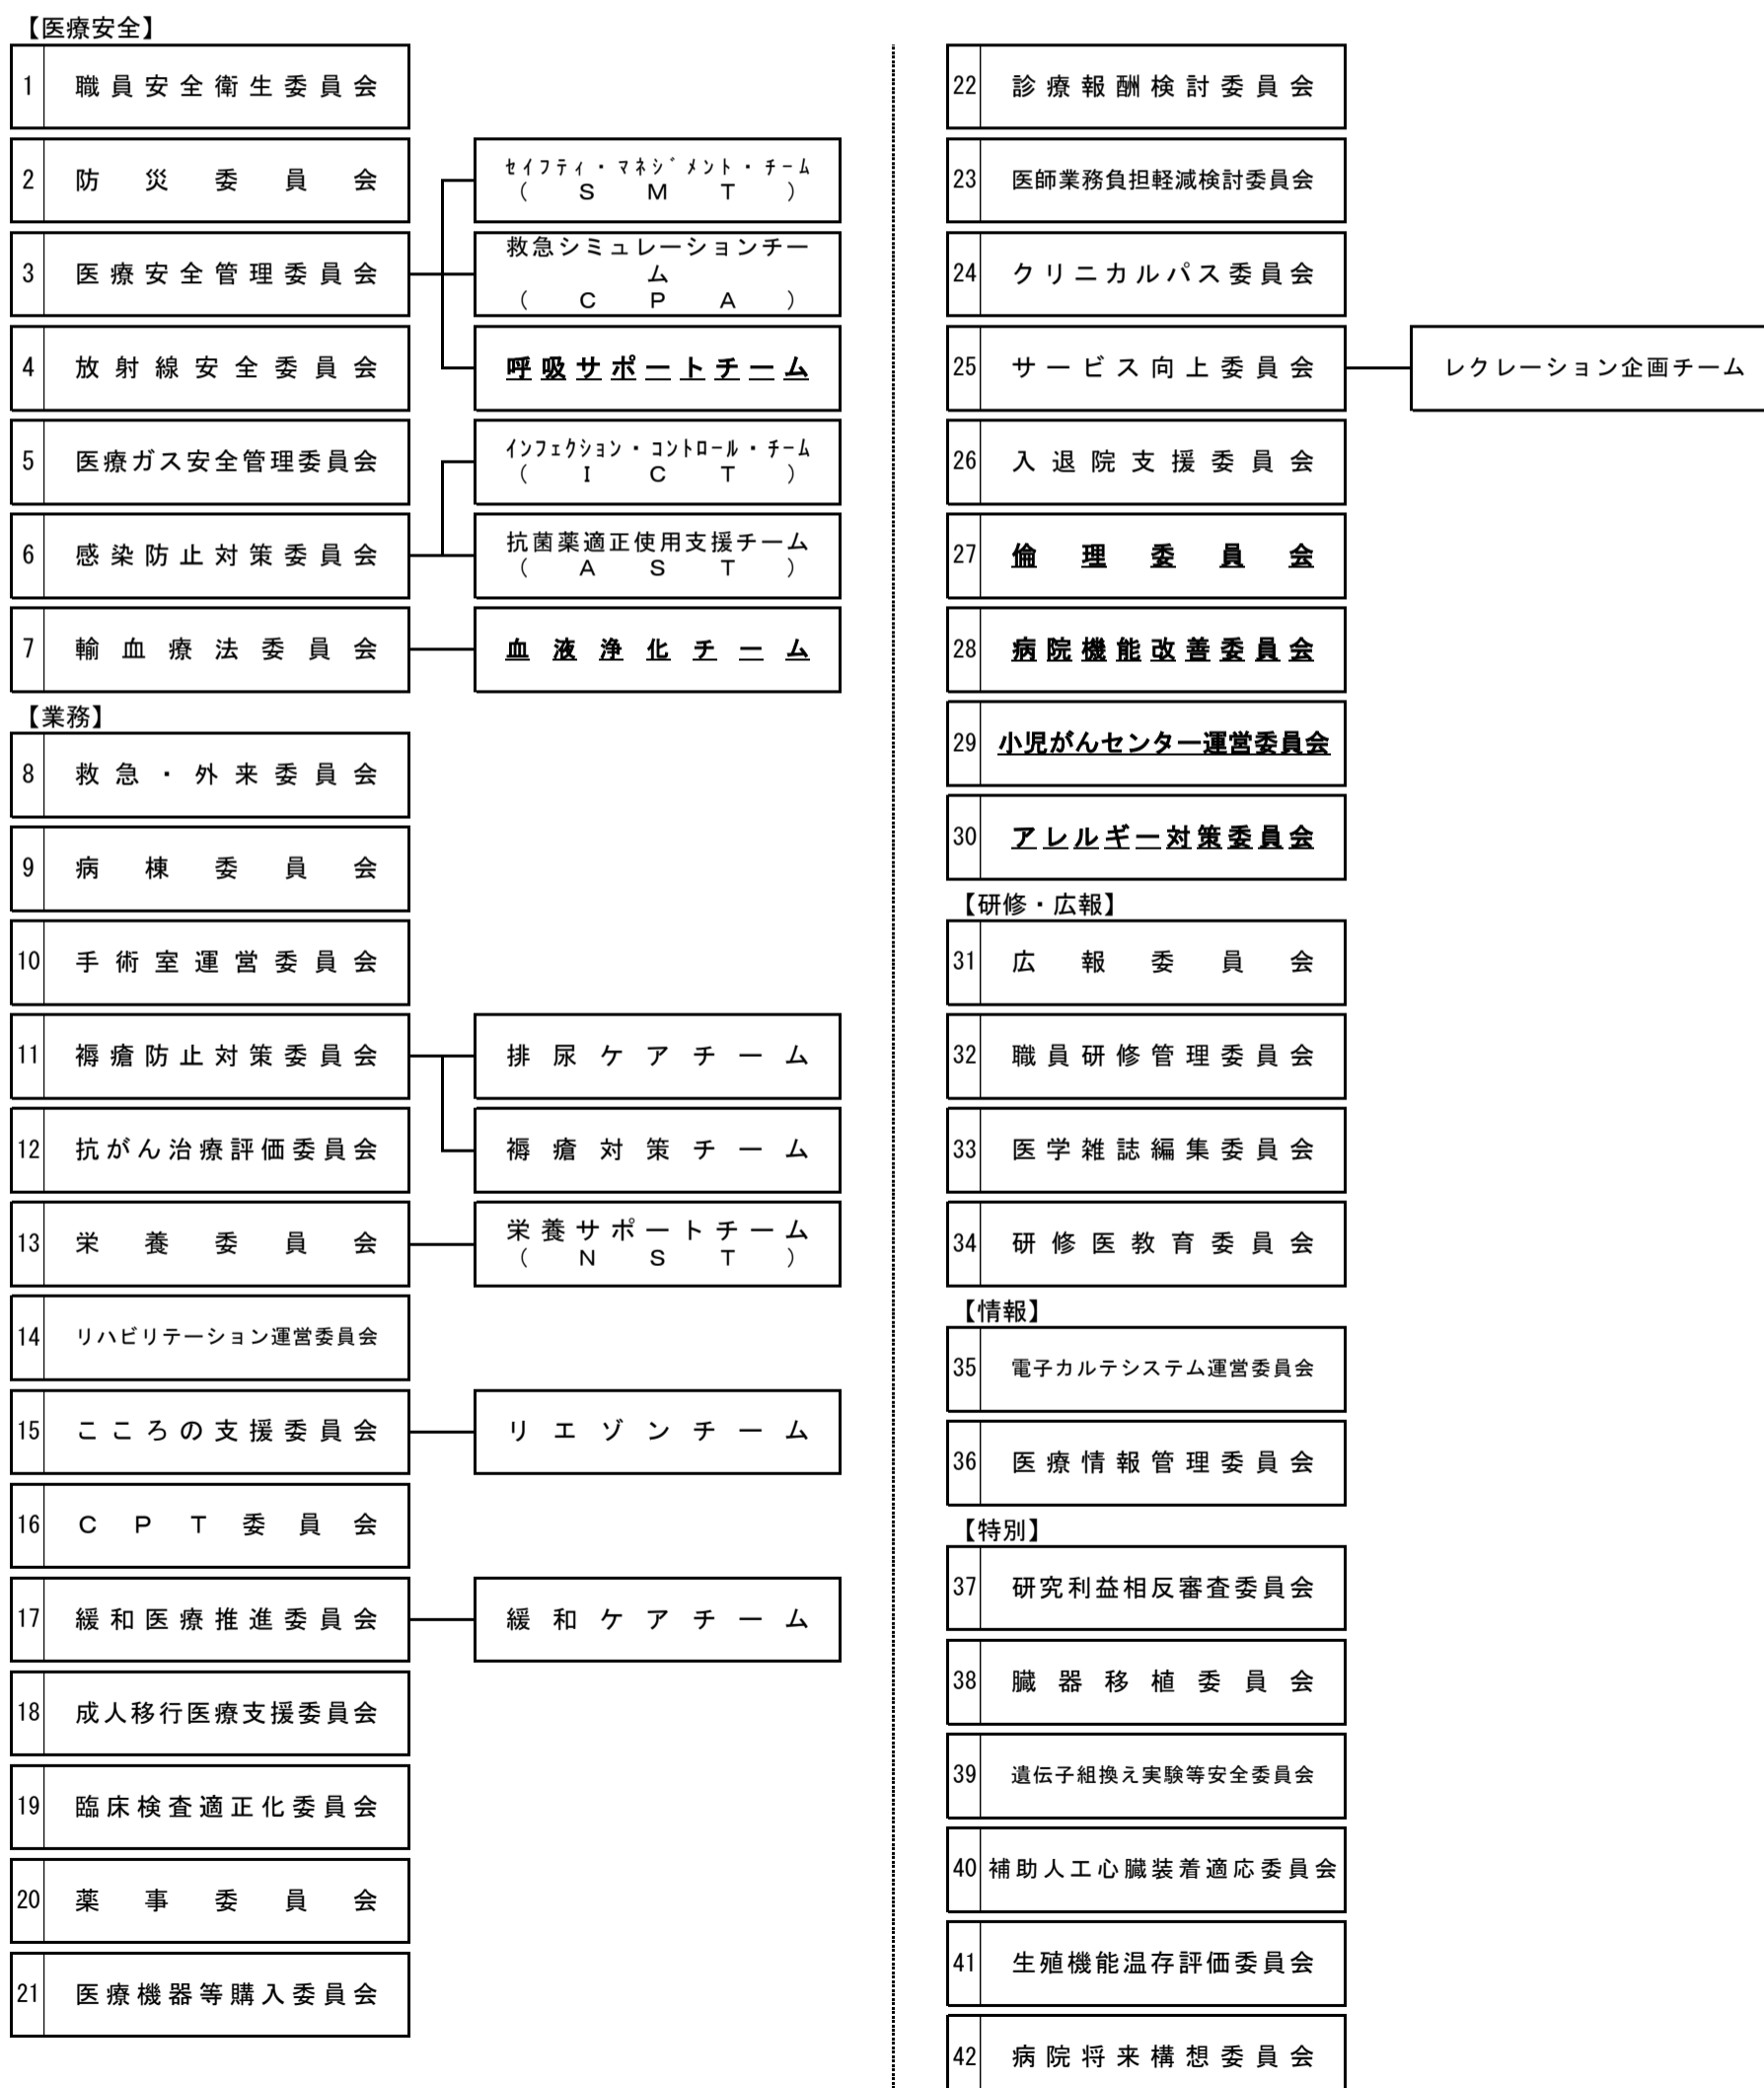 【医療安全】
1 職員安全衛生委員会
2 防災委員会
セイフティ・マネジメント・チーム
（ＳＭＴ）
3 医療安全管理委員会
救急シミュレーションチー
ム
（ＣＰＡ）
4 放射線安全委員会
呼吸サポートチーム
5 医療ガス安全管理委員会
インフェクション・コントロール・チーム
（ＩＣＴ）
6 感染防止対策委員会
抗菌薬適正使用支援チーム
（ＡＳＴ）
7 輸血療法委員会
血液浄化チーム
【業務】
8 救急・外来委員会
9 病棟委員会
10 手術室運営委員会
11 褥瘡防止対策委員会
排尿ケアチーム
12 抗がん治療評価委員会
褥瘡対策チーム
13 栄養委員会
栄養サポートチーム
（ＮＳＴ）
14 リハビリテーション運営委員会
15 こころの支援委員会
リエゾンチーム
16 ＣＰＴ委員会
17 緩和医療推進委員会
緩和ケアチーム
18 成人移行医療支援委員会
19 臨床検査適正化委員会
20 薬事委員会
21 医療機器等購入委員会
22 診療報酬検討委員会
23 医師業務負担軽減検討委員会
24 クリニカルパス委員会
25 サービス向上委員会
レクレーション企画チーム
26 入退院支援委員会
27 倫理委員会
28 病院機能改善委員会
29 小児がんセンター運営委員会
30 アレルギー対策委員会
【研修・広報】
31 広報委員会
32 職員研修管理委員会
33 医学雑誌編集委員会
34 研修医教育委員会
【情報】
35 電子カルテシステム運営委員会
36 医療情報管理委員会
【特別】
37 研究利益相反審査委員会
38 臓器移植委員会
39 遺伝子組換え実験等安全委員会
40 補助人工心臓装着適応委員会
41 生殖機能温存評価委員会
42 病院将来構想委員会